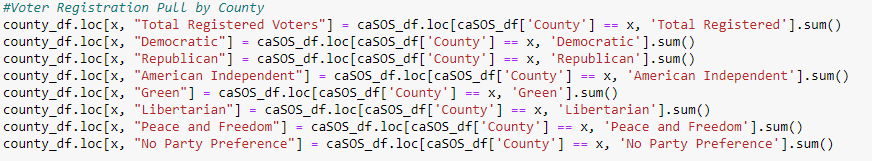 #Voter Registration Pull by County
county_df.loc[x, "Total Registered Voters"] = caSOS_df.loc[caSOS_df['County'] == x, 'Total Registered'].sum()
county_df.loc[x, "Democratic"] = caSOS_df.loc[caSOS_df['County'] == x, 'Democratic'].sum()
county_df.loc[x, "Republican"] = caSOS_df.loc[caSOS_df['County'] == x, 'Republican'].sum()
county_df.loc[x, "American Independent"] = caSOS_df.loc[caSOS_df['County'] == x, 'American Independent'].sum()
county_df.loc[x, "Green"] = caSOS_df.loc[caSOS_df['County'] == x, 'Green'].sum()
county_df.loc[x, "Libertarian"] = caSOS_df.loc[caSOS_df['County'] == x, 'Libertarian'].sum()
county_df.loc[x, "Peace and Freedom"] = caSOS_df.loc[caSOS_df['County'] == x, 'Peace and Freedom'].sum()
county_df.loc[x, "No Party Preference"] = caSOS_df.loc[caSOS_df['County'] == x, 'No Party Preference'].sum()